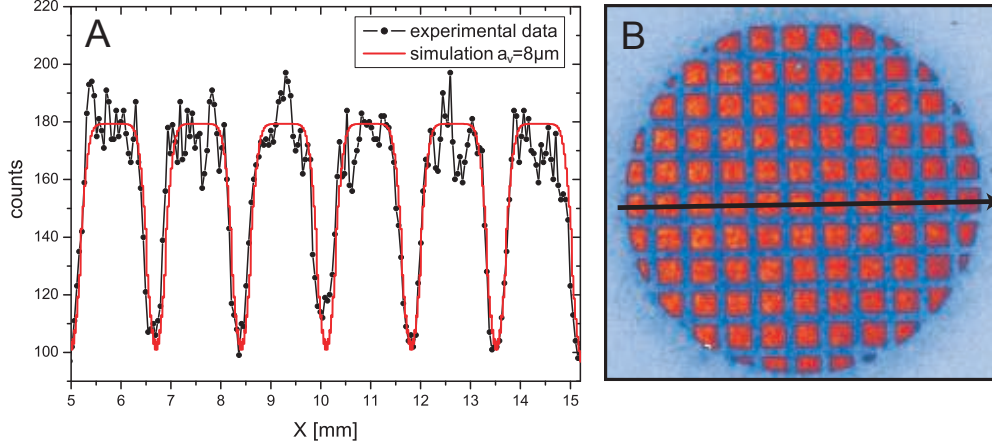 A
experimental data
simulation aᵥ=8µm
counts
220
200
180
160
140
120
100
5 6 7 8 9 10 11 12 13 14 15
X [mm]
B